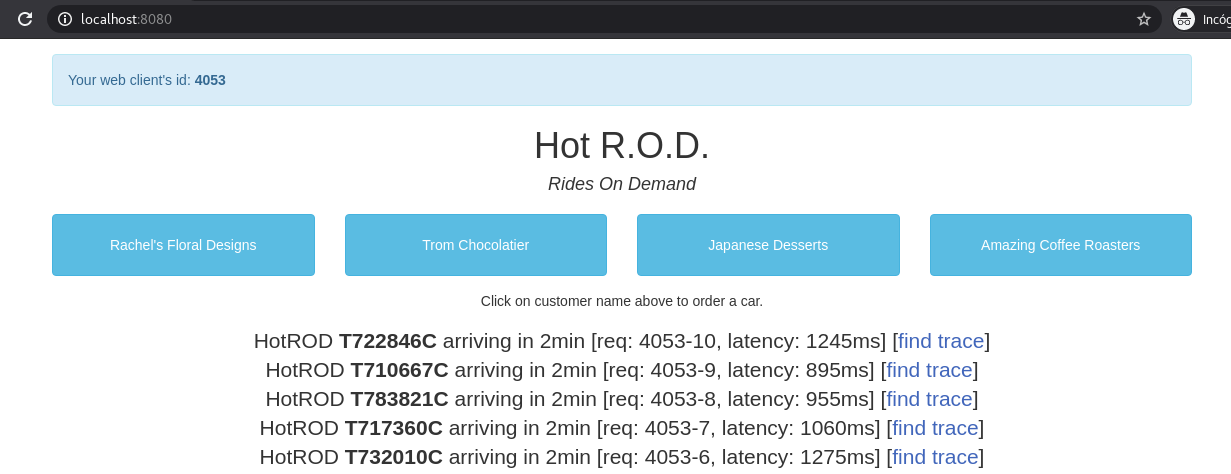 localhost:8080
Incóg
Your web client's id: 4053
Hot R.O.D.
Rides On Demand
Rachel's Floral Designs
Trom Chocolatier
Japanese Desserts
Amazing Coffee Roasters
Click on customer name above to order a car.
HotROD T722846C arriving in 2min [req: 4053-10, latency: 1245ms] [find trace]
HotROD T710667C arriving in 2min [req: 4053-9, latency: 895ms] [find trace]
HotROD T783821C arriving in 2min [req: 4053-8, latency: 955ms] [find trace]
HotROD T717360C arriving in 2min [req: 4053-7, latency: 1060ms] [find trace]
HotROD T732010C arriving in 2min [req: 4053-6, latency: 1275ms] [find trace]